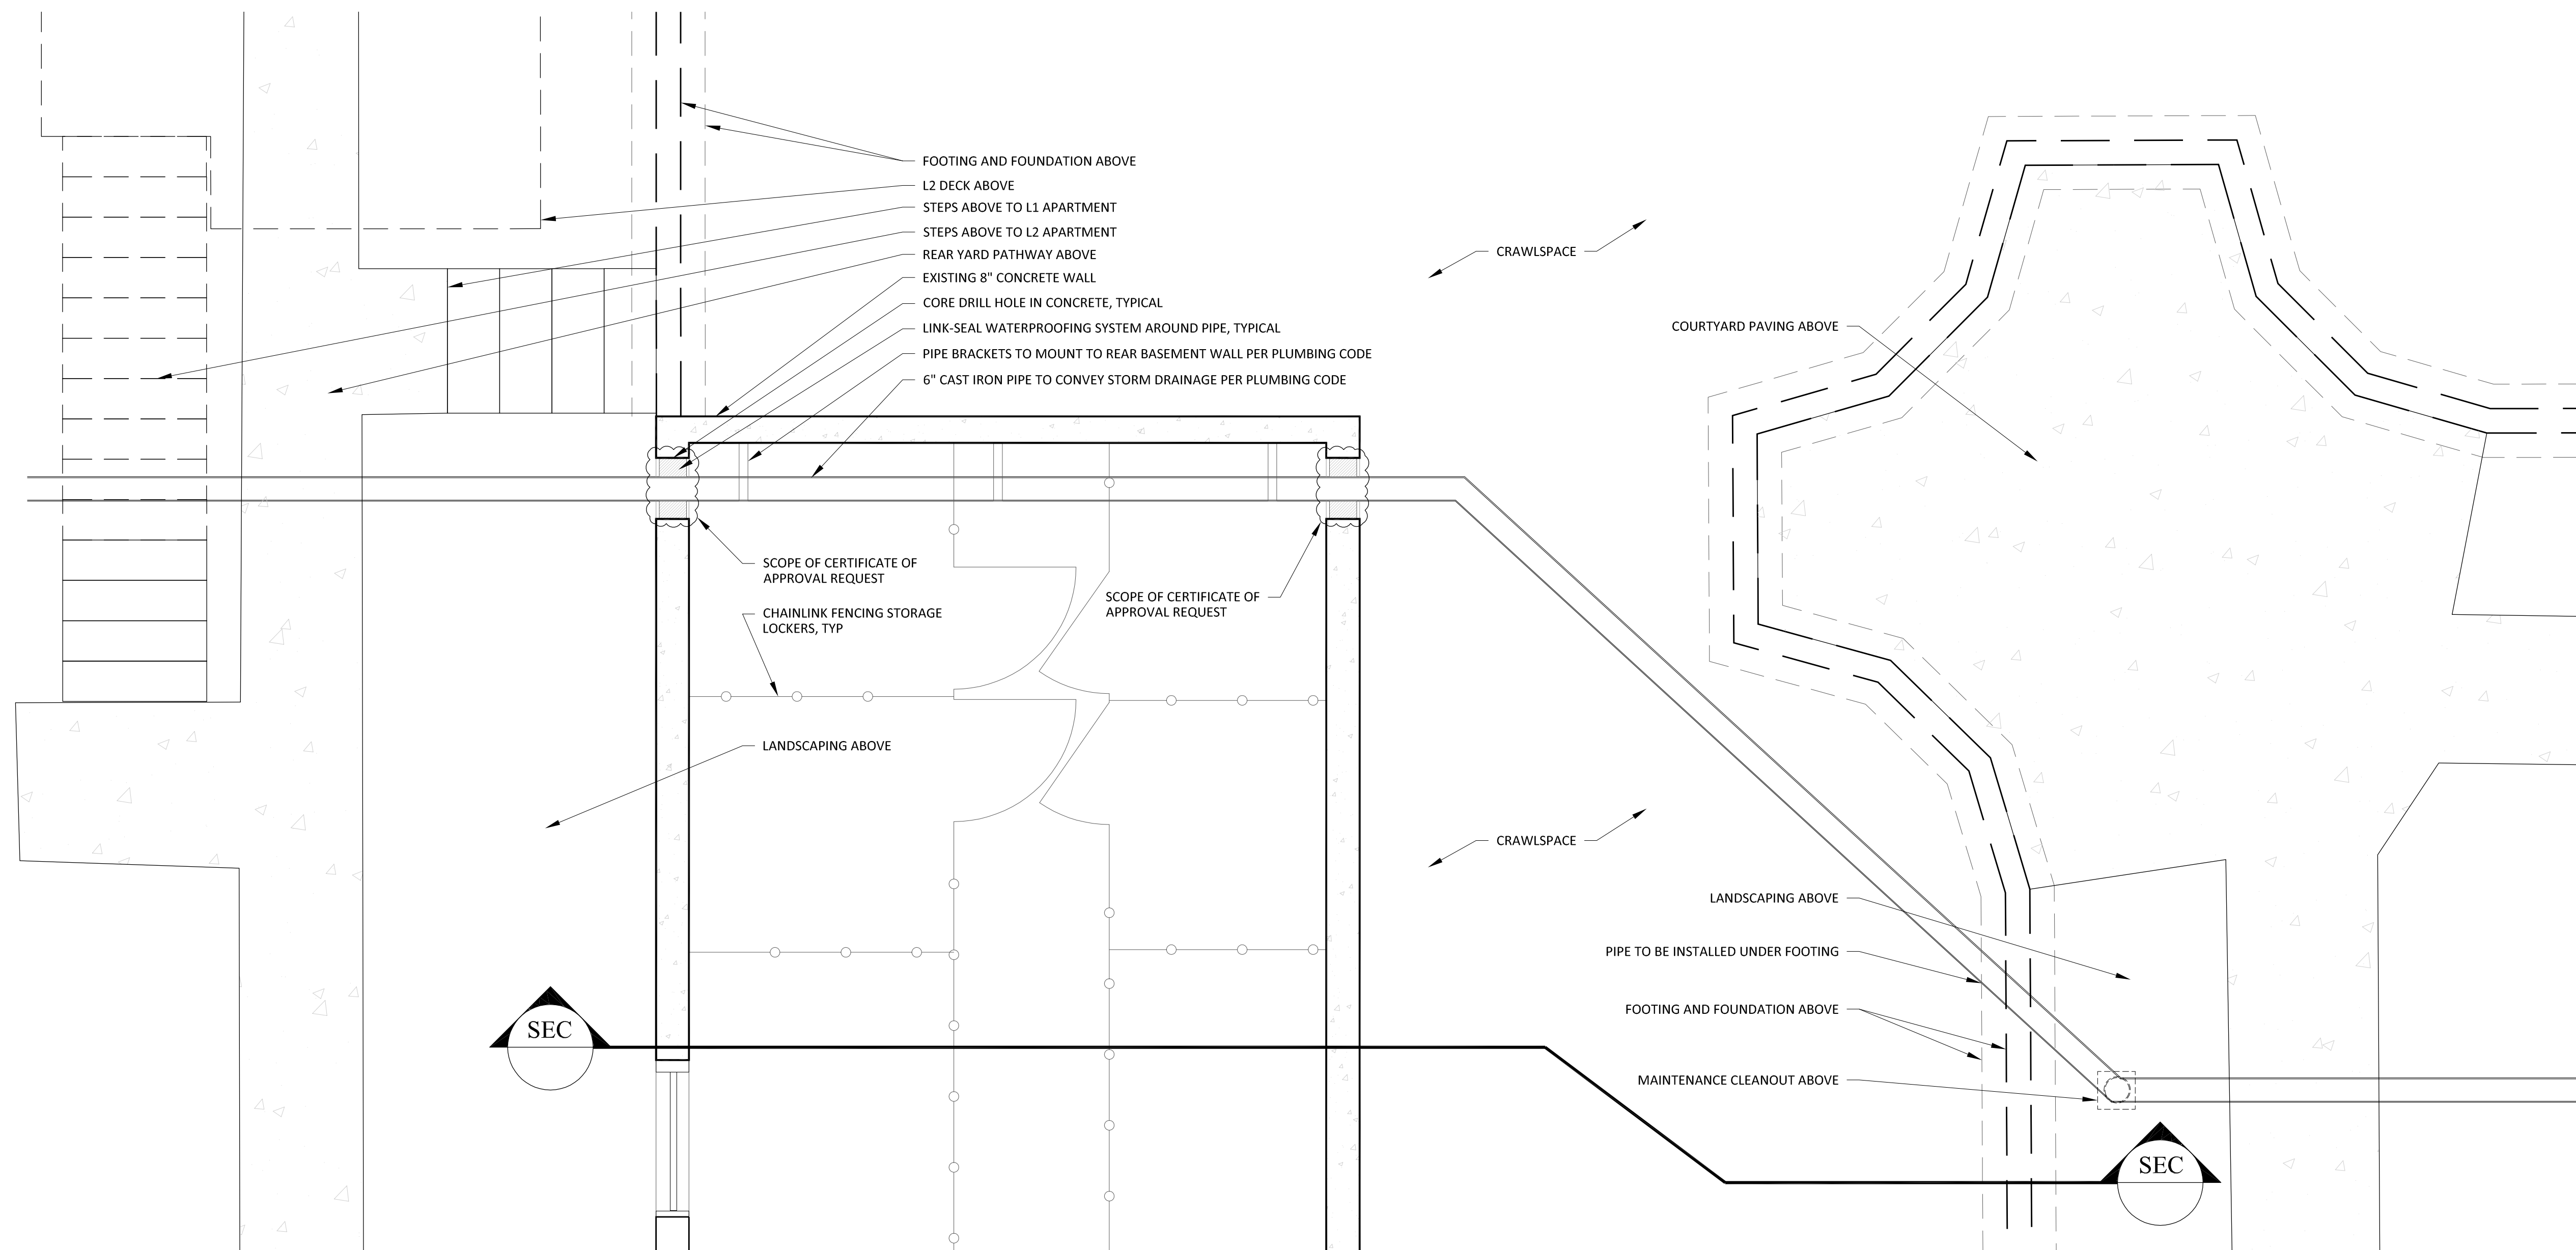 FOOTING AND FOUNDATION ABOVE
L2 DECK ABOVE
STEPS ABOVE TO L1 APARTMENT
STEPS ABOVE TO L2 APARTMENT
REAR YARD PATHWAY ABOVE
EXISTING 8" CONCRETE WALL
CORE DRILL HOLE IN CONCRETE, TYPICAL
LINK-SEAL WATERPROOFING SYSTEM AROUND PIPE, TYPICAL
PIPE BRACKETS TO MOUNT TO REAR BASEMENT WALL PER PLUMBING CODE
6" CAST IRON PIPE TO CONVEY STORM DRAINAGE PER PLUMBING CODE
CRAWLSPACE
COURTYARD PAVING ABOVE
SCOPE OF CERTIFICATE OF
APPROVAL REQUEST
SCOPE OF CERTIFICATE OF
APPROVAL REQUEST
CHAINLINK FENCING STORAGE
LOCKERS, TYP
LANDSCAPING ABOVE
CRAWLSPACE
LANDSCAPING ABOVE
PIPE TO BE INSTALLED UNDER FOOTING
FOOTING AND FOUNDATION ABOVE
MAINTENANCE CLEANOUT ABOVE
SEC
SEC